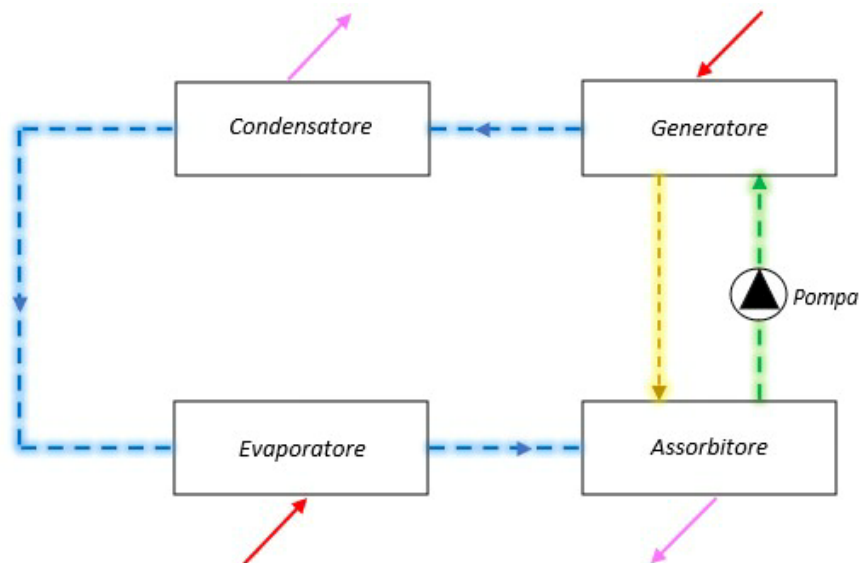 Condensatore
Generatore
Pompa
Evaporatore
Assorbitore